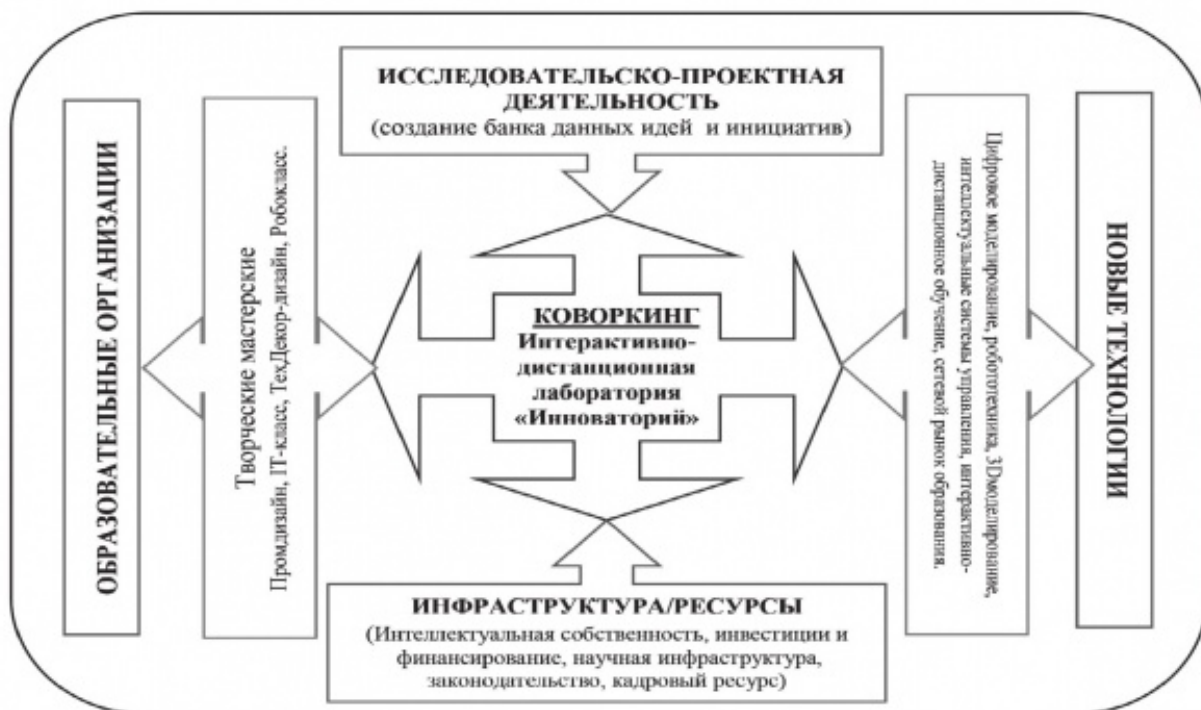 ИССЛЕДОВАТЕЛЬСКО-ПРОЕКТНАЯ
ДЕЯТЕЛЬНОСТЬ
(создание банка данных идей и инициатив)
ОБРАЗОВАТЕЛЬНЫЕ ОРГАНИЗАЦИИ
Творческие мастерские
Промдизайн, IT-класс, ТехДекор-дизайн, Робокласс.
КОВОРКИНГ
Интерактивно-
дистанционная
лаборатория
«Инноваторий»
Цифровое моделирование, робототехника, 3Dмоделирование,
интеллектуальные системы управления, интерактивно-
дистанционное обучение, сетевой рынок образования.
НОВЫЕ ТЕХНОЛОГИИ
ИНФРАСТРУКТУРА/РЕСУРСЫ
(Интеллектуальная собственность, инвестиции и
финансирование, научная инфраструктура,
законодательство, кадровый ресурс)